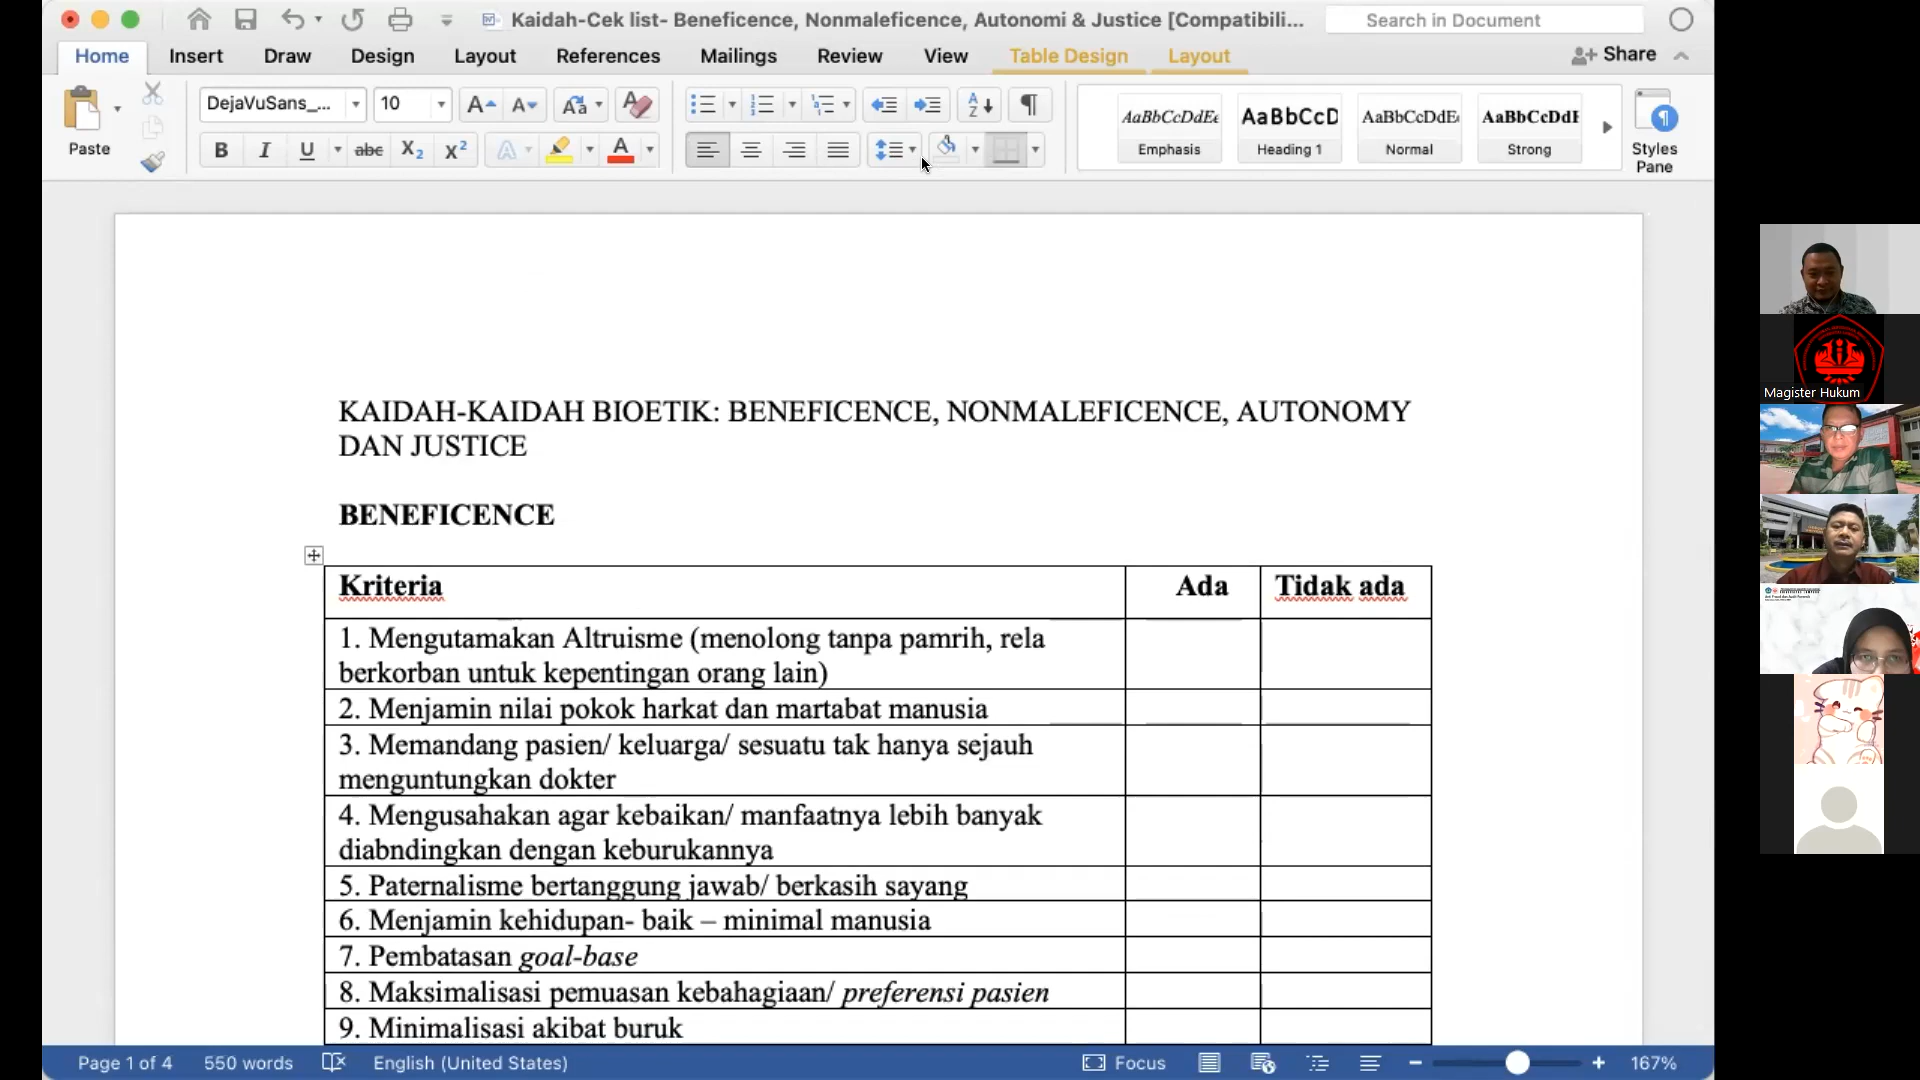 Kaidah-Cek list- Beneficence, Nonmaleficence, Autonomi & Justice [Compatibili...
Search in Document
Home Insert Draw Design Layout References Mailings Review View Table Design Layout
Share
Paste
DejaVuSans_... 10
AaBbCcDdEe AaBbCcD AaBbCcDdE AaBbCcDdF
Emphasis Heading 1 Normal Strong
Styles
Pane
KAIDAH-KAIDAH BIOETIK: BENEFICENCE, NONMALEFICENCE, AUTONOMY
DAN JUSTICE
BENEFICENCE
Kriteria Ada Tidak ada
1. Mengutamakan Altruisme (menolong tanpa pamrih, rela
berkorban untuk kepentingan orang lain)
2. Menjamin nilai pokok harkat dan martabat manusia
3. Memandang pasien/ keluarga/ sesuatu tak hanya sejauh
menguntungkan dokter
4. Mengusahakan agar kebaikan/ manfaatnya lebih banyak
diabndingkan dengan keburukannya
5. Paternalisme bertanggung jawab/ berkasih sayang
6. Menjamin kehidupan- baik – minimal manusia
7. Pembatasan goal-base
8. Maksimalisasi pemuasan kebahagiaan/ preferensi pasien
9. Minimalisasi akibat buruk
Magister Hukum
Page 1 of 4 550 words English (United States) Focus 167%